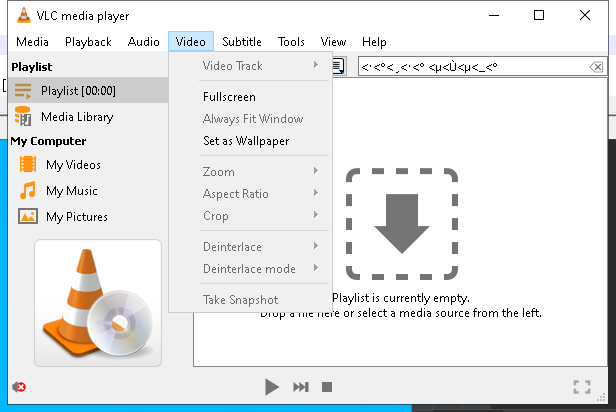 VLC media player
Media Playback Audio Video Subtitle Tools View Help
Playlist
Playlist [00:00]
Media Library
My Computer
My Videos
My Music
My Pictures
Video Track
Fullscreen
Always Fit Window
Set as Wallpaper
Zoom
Aspect Ratio
Crop
Deinterlace
Deinterlace mode
Take Snapshot
Playlist is currently empty.
Drop a file here or select a media source from the left.